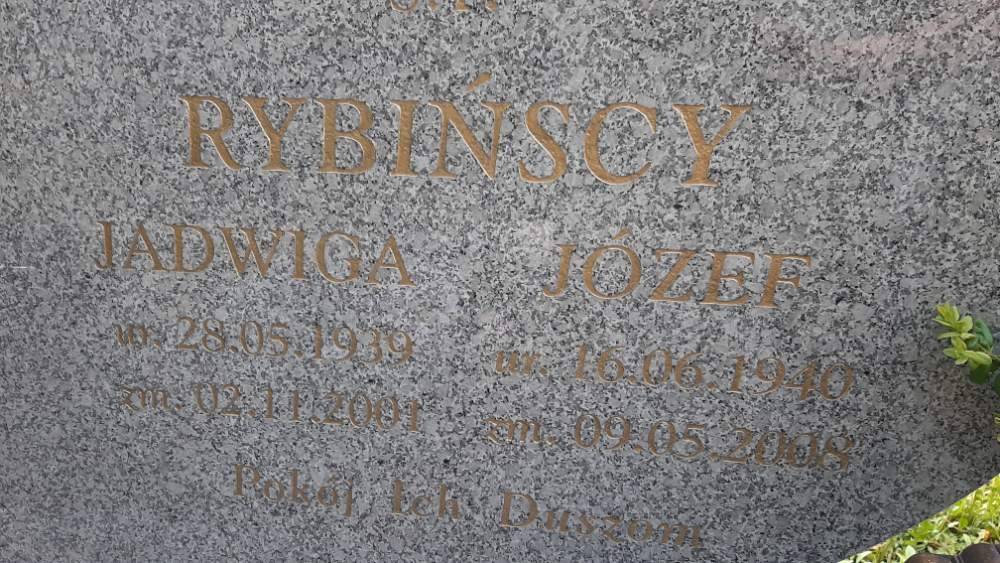 RYBIŃSCY
JADWIGA JÓZEF
ur. 28.05.1939 ur. 16.06.1940
zm. 02.11.2001 zm. 09.05.2008
Pokój Ich Duszom